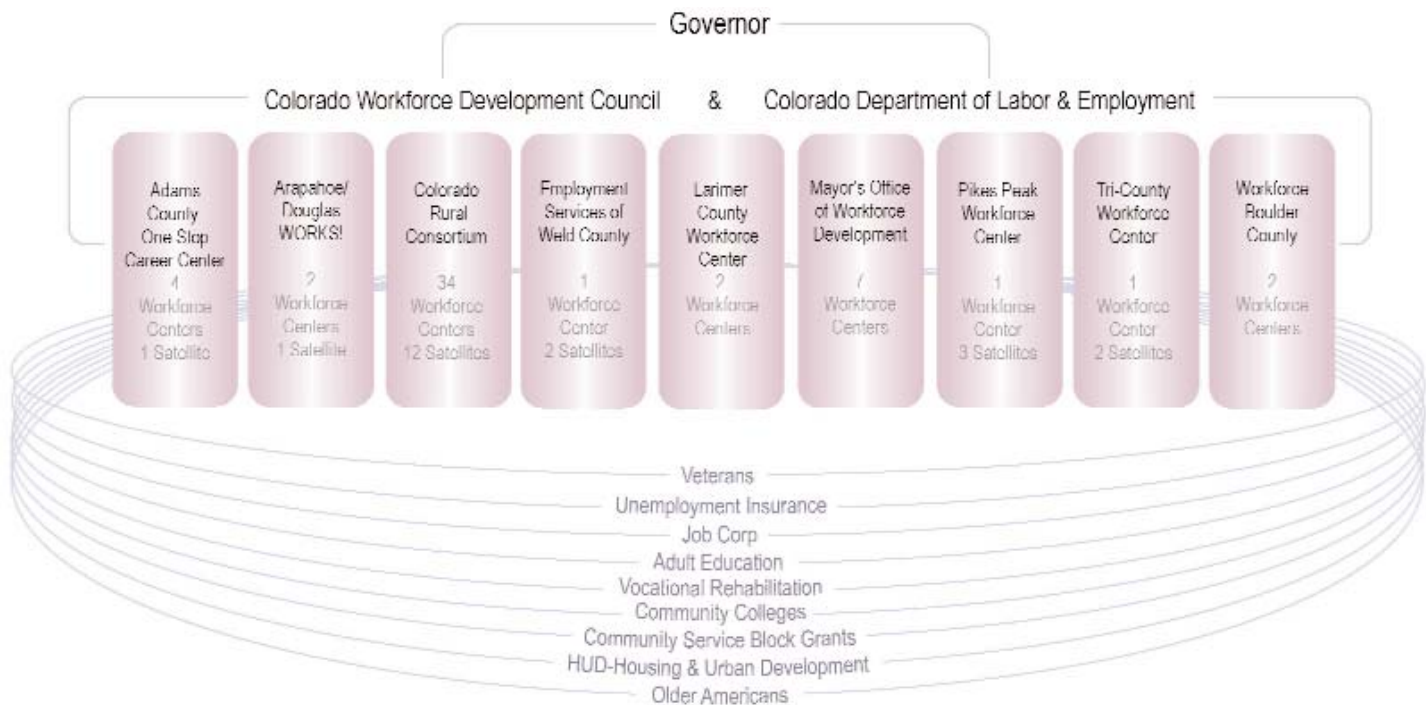 Governor
Colorado Workforce Development Council & Colorado Department of Labor & Employment
Adams
County
One Stop
Career Center
4
Workforce
Centers
1 Satellite
Arapahoe/
Douglas
WORKS!
2
Workforce
Centers
1 Satellite
Colorado
Rural
Consortium
34
Workforce
Centers
12 Satellites
Employment
Services of
Weld County
1
Workforce
Center
2 Satellites
Larimer
County
Workforce
Center
2
Workforce
Centers
Mayor's Office
of Workforce
Development
7
Workforce
Centers
Pikes Peak
Workforce
Center
1
Workforce
Center
3 Satellites
Tri-County
Workforce
Center
1
Workforce
Center
2 Satellites
Workforce
Boulder
County
2
Workforce
Centers
Veterans
Unemployment Insurance
Job Corp
Adult Education
Vocational Rehabilitation
Community Colleges
Community Service Block Grants
HUD-Housing & Urban Development
Older Americans